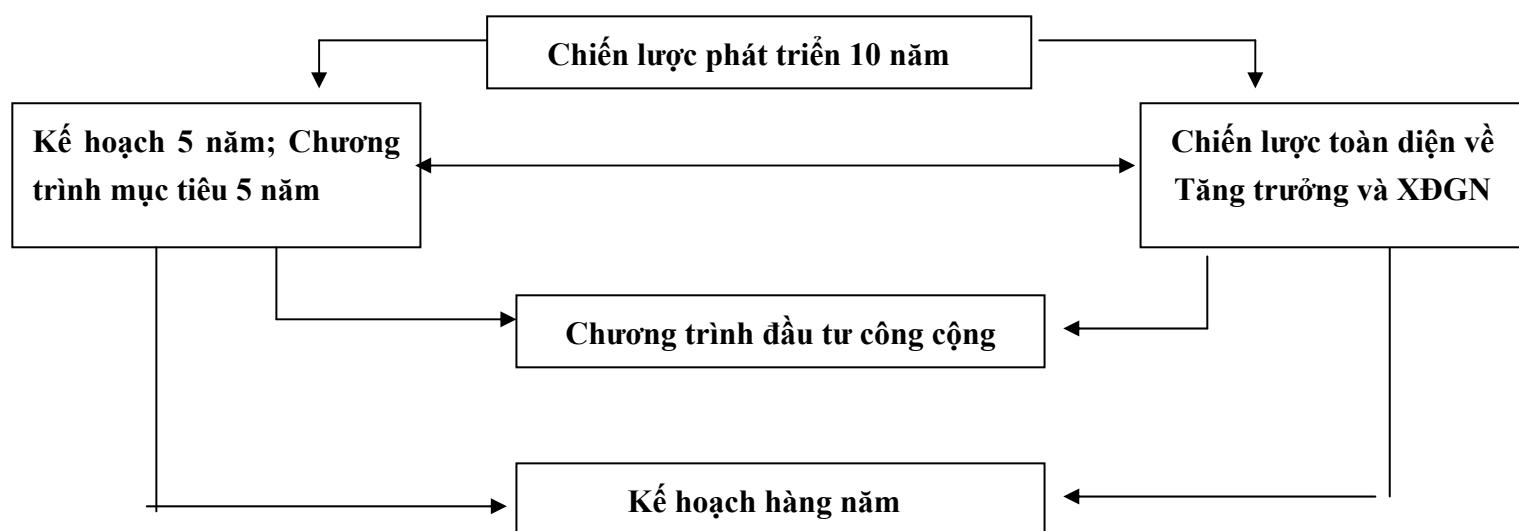 Chiến lược phát triển 10 năm
Kế hoạch 5 năm; Chương
trình mục tiêu 5 năm
Chiến lược toàn diện về
Tăng trưởng và XĐGN
Chương trình đầu tư công cộng
Kế hoạch hàng năm